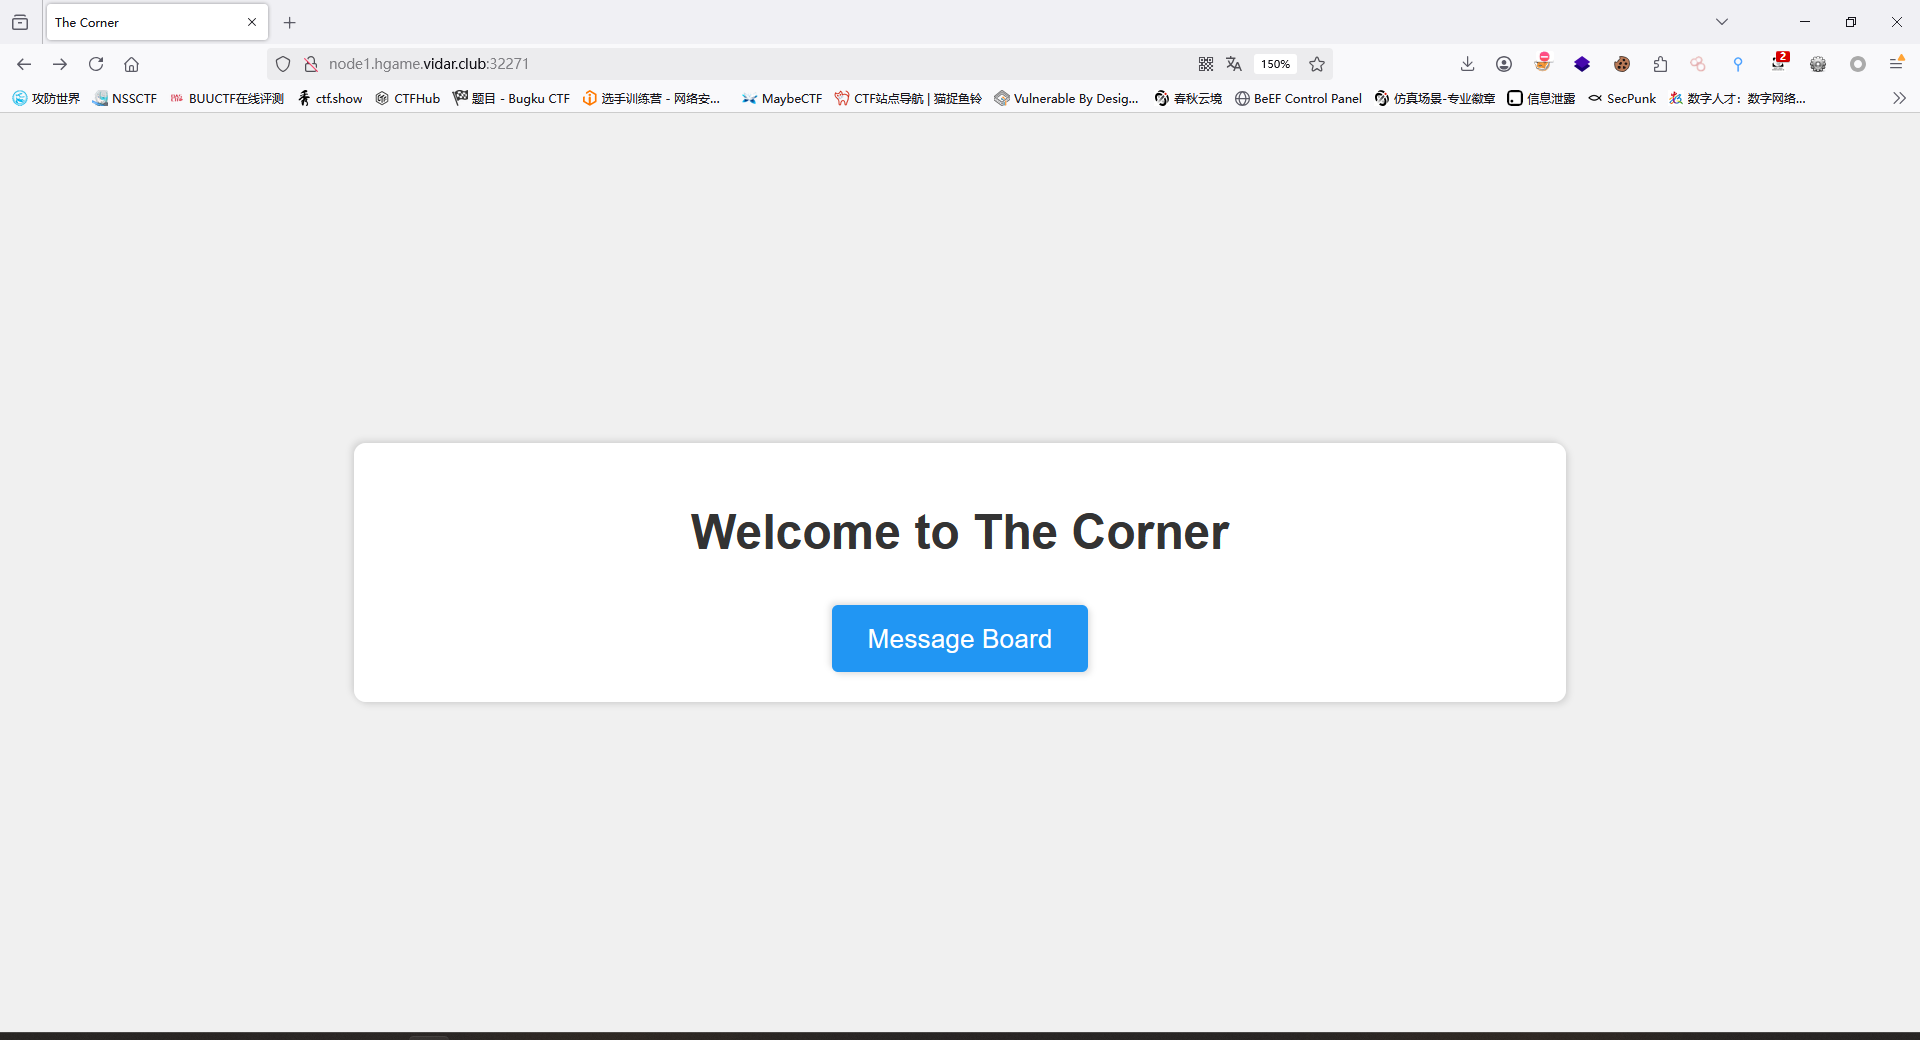 The Corner
node1.hgame.vidar.club:32271
150%
2
攻防世界 NSSCTF BUUCTF在线评测 ctf.show CTFHub 题目 - Bugku CTF 选手训练营 - 网络安... MaybeCTF CTF站点导航 | 猫捉鱼铃 Vulnerable By Desig... 春秋云境 BeEF Control Panel 仿真场景-专业徽章 信息泄露 SecPunk 数字人才：数字网络...
Welcome to The Corner
Message Board